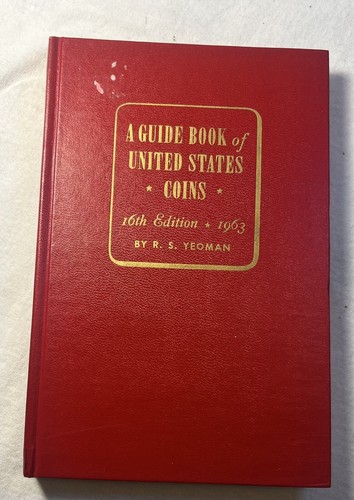 A GUIDE BOOK of
UNITED STATES
★ COINS ★
16th Edition ★ 1963
BY R. S. YEOMAN